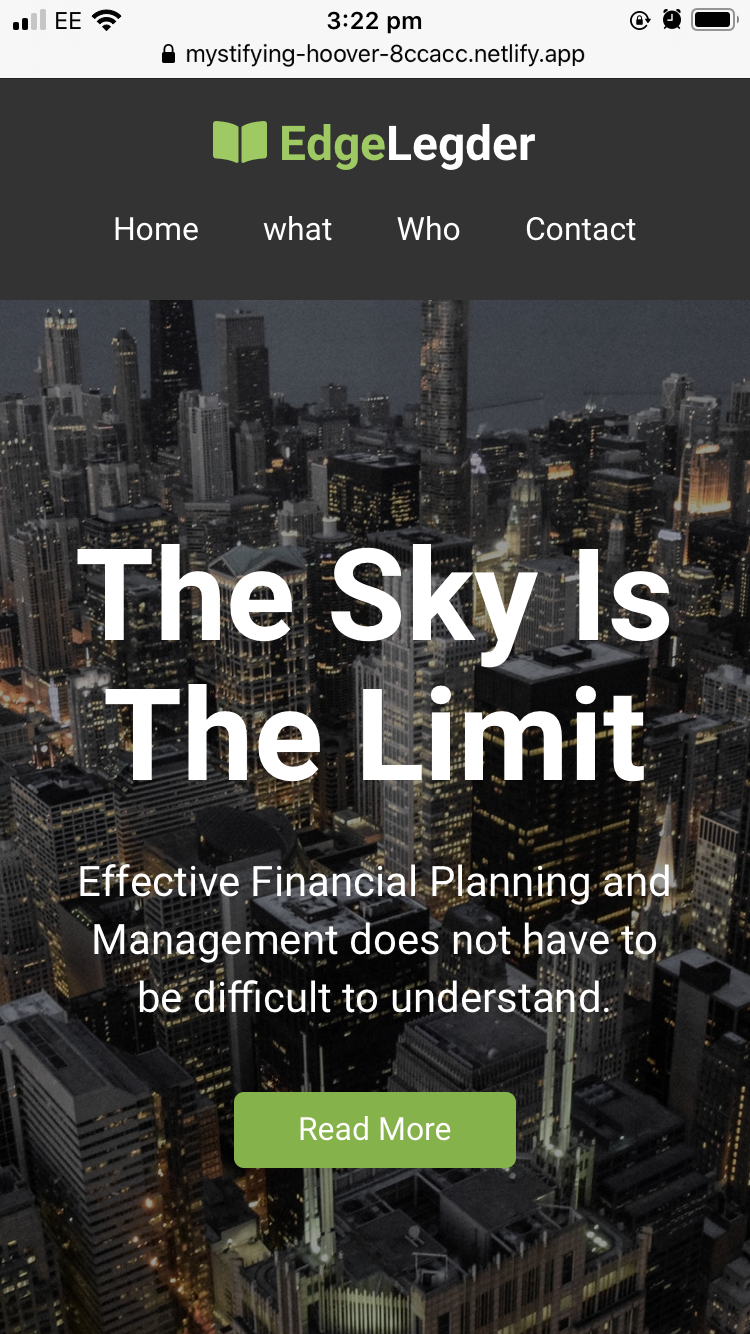 EE 3:22 pm
mystifying-hoover-8ccacc.netlify.app
EdgeLegder
Home what Who Contact
The Sky Is
The Limit
Effective Financial Planning and
Management does not have to
be difficult to understand.
Read More